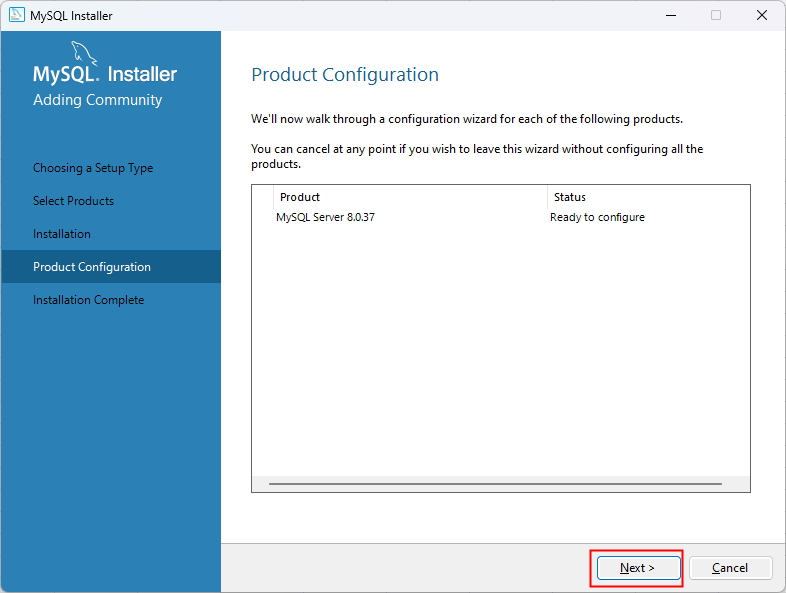 MySQL Installer
MySQL. Installer
Adding Community
Choosing a Setup Type
Select Products
Installation
Product Configuration
Installation Complete
Product Configuration
We'll now walk through a configuration wizard for each of the following products.
You can cancel at any point if you wish to leave this wizard without configuring all the
products.
Product Status
MySQL Server 8.0.37 Ready to configure
Next > Cancel